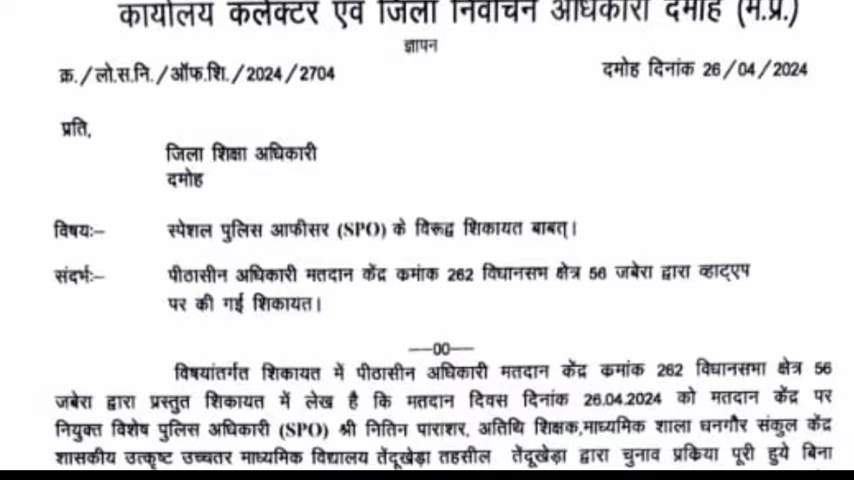 कार्यालय कलेक्टर एवं जिला निर्वाचन अधिकारी दमोह (म.प्र.)
ज्ञापन
क्र./लो.स.नि./ऑफ.शि./2024/2704 दमोह दिनांक 26/04/2024
प्रति,
जिला शिक्षा अधिकारी
दमोह
विषयः– स्पेशल पुलिस आफीसर (SPO) के विरूद्ध शिकायत बाबत्।
संदर्भः– पीठासीन अधिकारी मतदान केंद्र कमांक 262 विधानसभ क्षेत्र 56 जबेरा द्वारा व्हाट्एप
पर की गई शिकायत।
—00—
विषयांतर्गत शिकायत में पीठासीन अधिकारी मतदान केंद्र कमांक 262 विधानसभा क्षेत्र 56
जबेरा द्वारा प्रस्तुत शिकायत में लेख है कि मतदान दिवस दिनांक 26.04.2024 को मतदान केंद्र पर
नियुक्त विशेष पुलिस अधिकारी (SPO) श्री नितिन पाराशर, अतिथि शिक्षक,माध्यमिक शाला धनगौर संकुल केंद्र
शासकीय उत्कृष्ट उच्चतर माध्यमिक विद्यालय तेंदूखेड़ा तहसील तेंदूखेड़ा द्वारा चुनाव प्रकिया पूरी हुये बिना